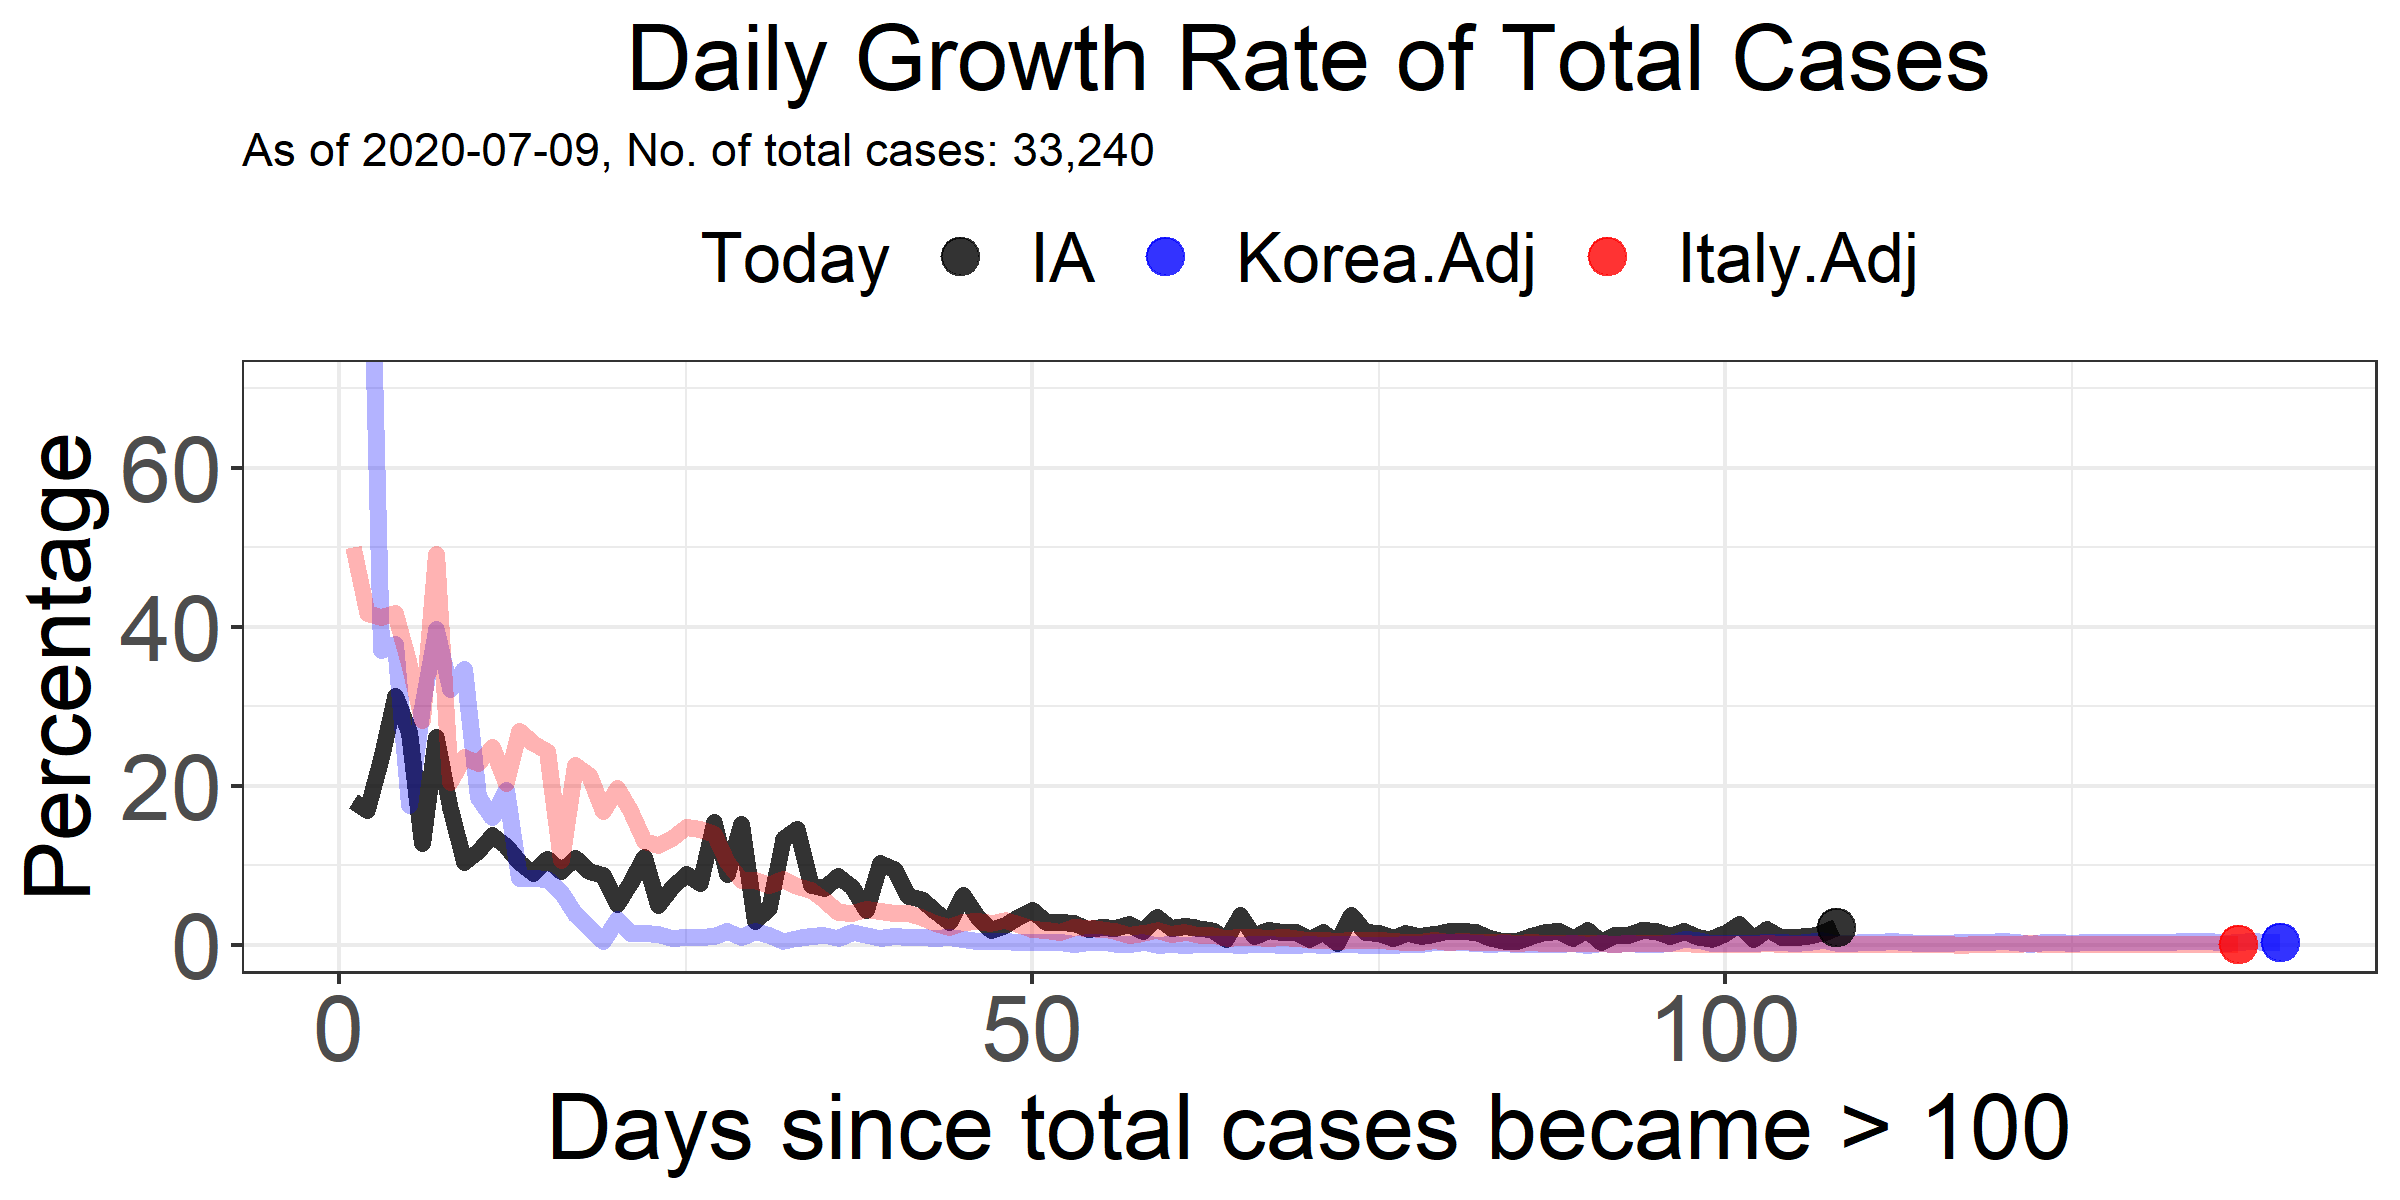 Daily Growth Rate of Total Cases
As of 2020-07-09, No. of total cases: 33,240
Today IA Korea.Adj Italy.Adj
Percentage
60
40
20
0
0 50 100
Days since total cases became > 100